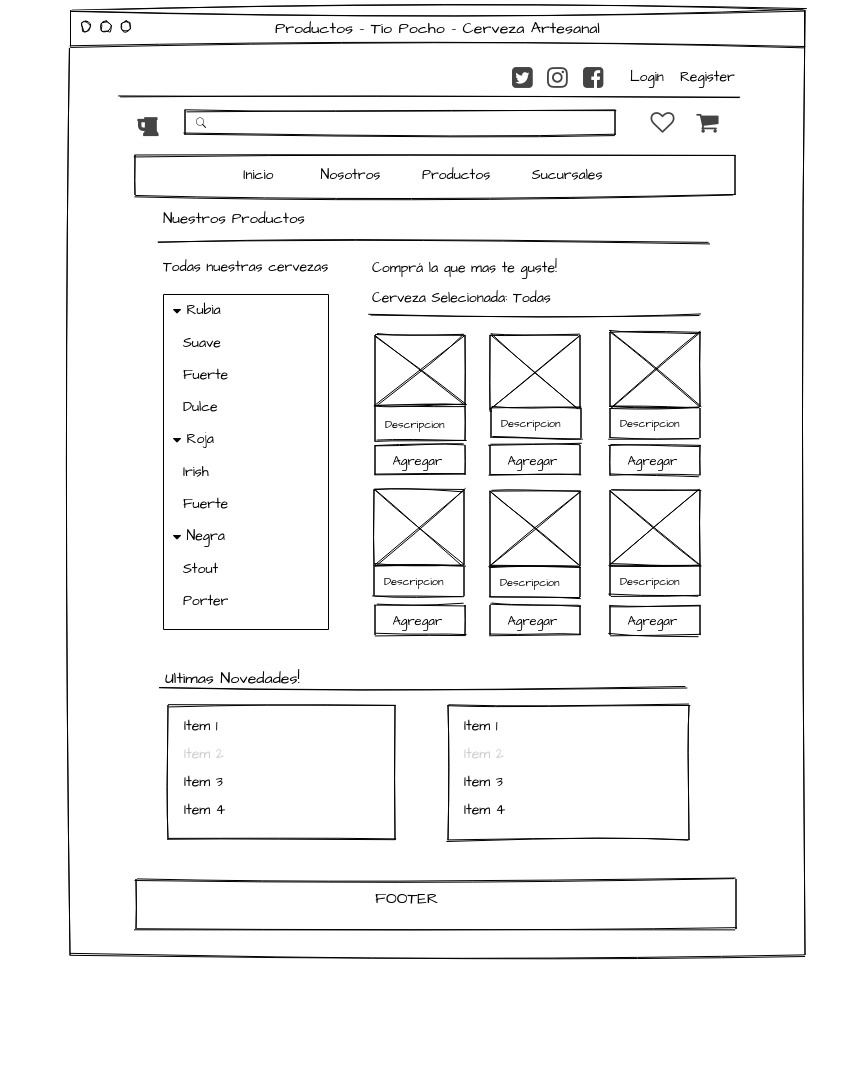 Productos - Tio Pocho - Cerveza Artesanal
Login Register
Inicio Nosotros Productos Sucursales
Nuestros Productos
Todas nuestras cervezas
Rubia
Suave
Fuerte
Dulce
Roja
Irish
Fuerte
Negra
Stout
Porter
Comprá la que mas te guste!
Cerveza Selecionada: Todas
Descripcion Descripcion Descripcion
Agregar Agregar Agregar
Descripcion Descripcion Descripcion
Agregar Agregar Agregar
Ultimas Novedades!
Item 1
Item 2
Item 3
Item 4
Item 1
Item 2
Item 3
Item 4
FOOTER